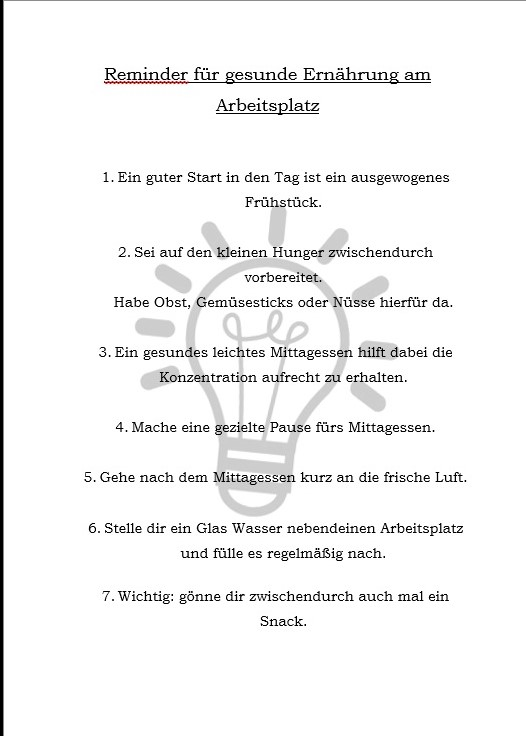 Reminder für gesunde Ernährung am
Arbeitsplatz
1. Ein guter Start in den Tag ist ein ausgewogenes
Frühstück.
2. Sei auf den kleinen Hunger zwischendurch
vorbereitet.
Habe Obst, Gemüsesticks oder Nüsse hierfür da.
3. Ein gesundes leichtes Mittagessen hilft dabei die
Konzentration aufrecht zu erhalten.
4. Mache eine gezielte Pause fürs Mittagessen.
5. Gehe nach dem Mittagessen kurz an die frische Luft.
6. Stelle dir ein Glas Wasser nebendeinen Arbeitsplatz
und fülle es regelmäßig nach.
7. Wichtig: gönne dir zwischendurch auch mal ein
Snack.